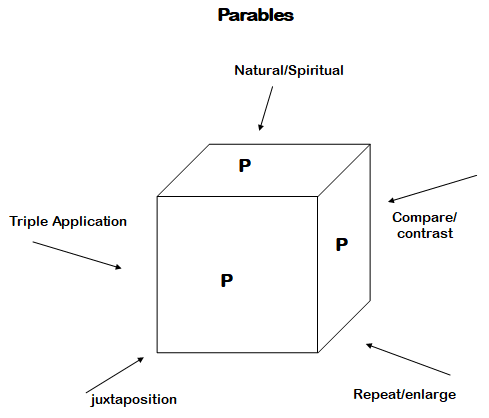 Parables
Natural/Spiritual
P
Triple Application
Compare/
contrast
P
P
juxtaposition
Repeat/enlarge